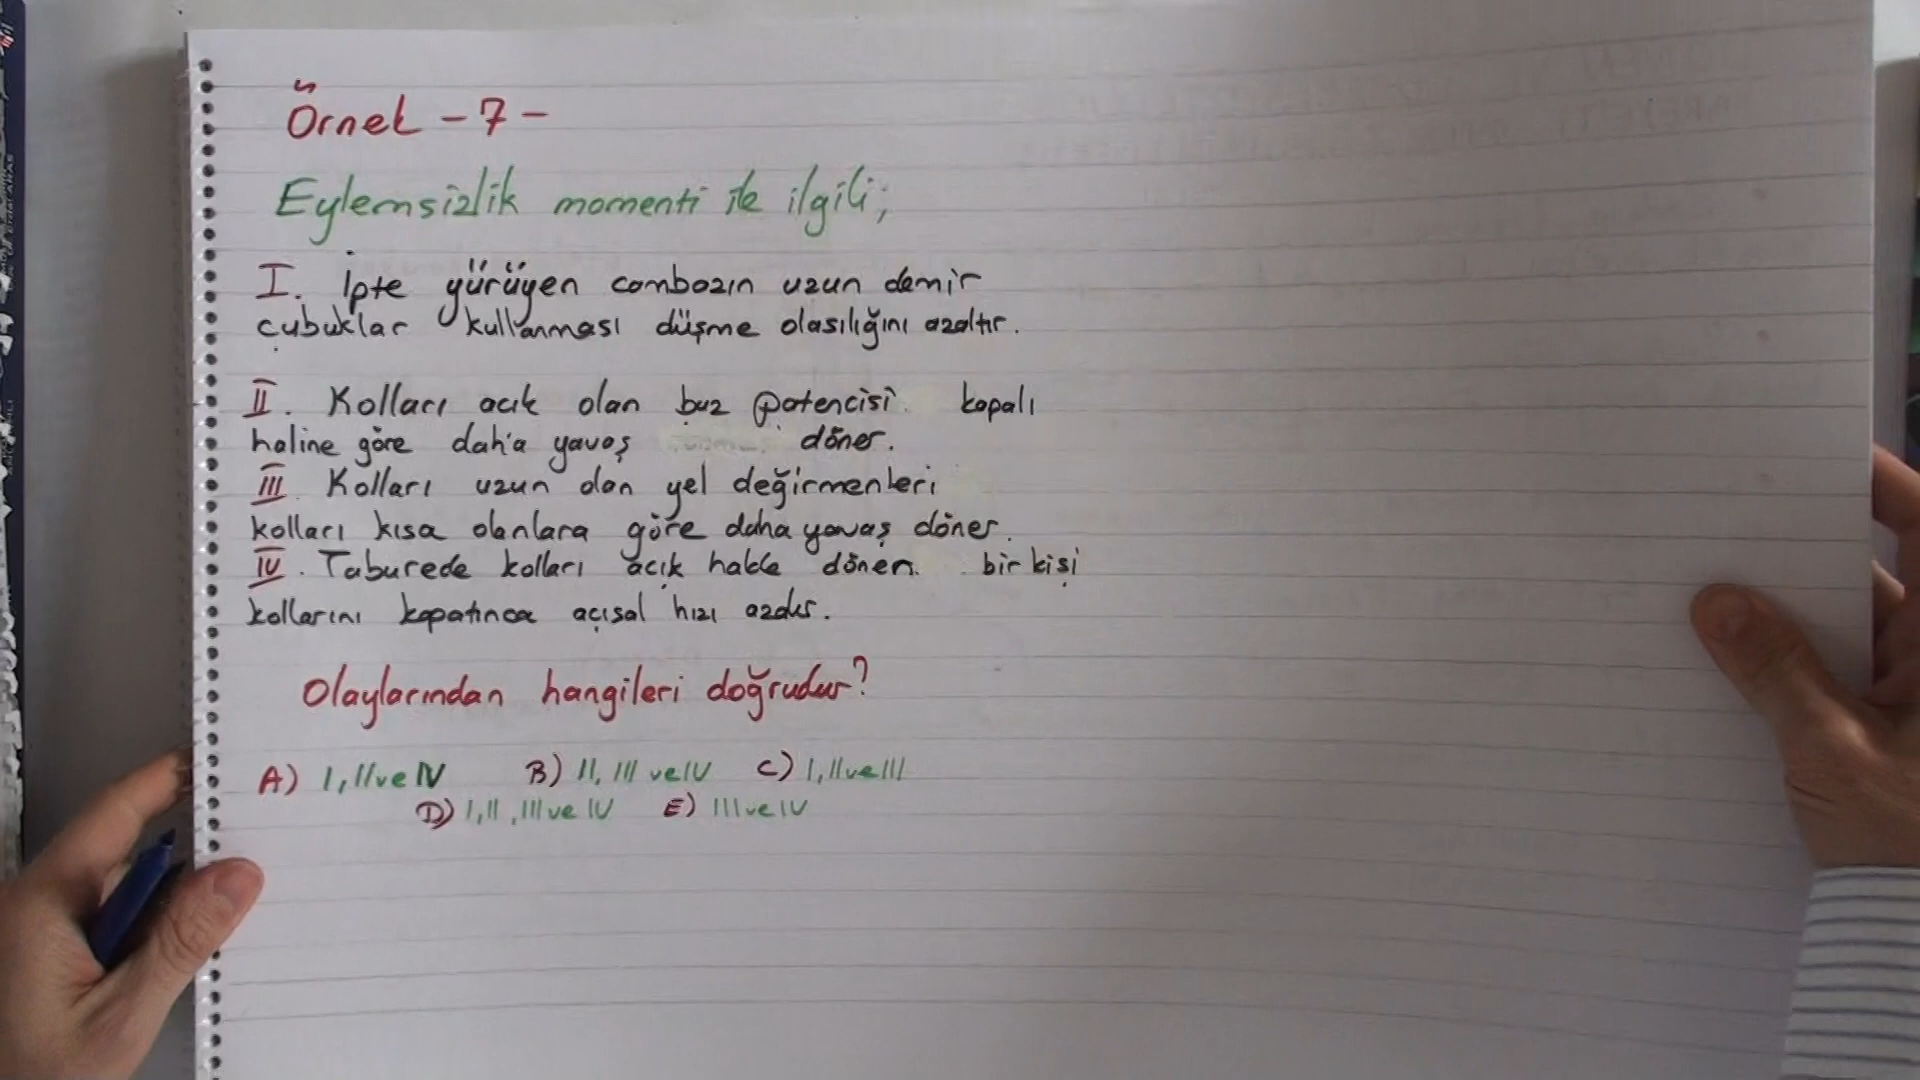 Örnek - 7 -
Eylemsizlik momenti ile ilgili;
I. İpte yürüyen cambazın uzun demir
çubuklar kullanması düşme olasılığını azaltır.
II. Kolları açık olan buz patencisi kapalı
haline göre daha yavaş döner.
III. Kolları uzun olan yel değirmenleri
kolları kısa olanlara göre daha yavaş döner.
IV. Taburede kolları açık halde dönen bir kişi
kollarını kapatınca açısal hızı azalır.
Olaylarından hangileri doğrudur?
A) I, II ve IV B) II, III ve IV C) I, II ve III
D) I, II, III ve IV E) III ve IV